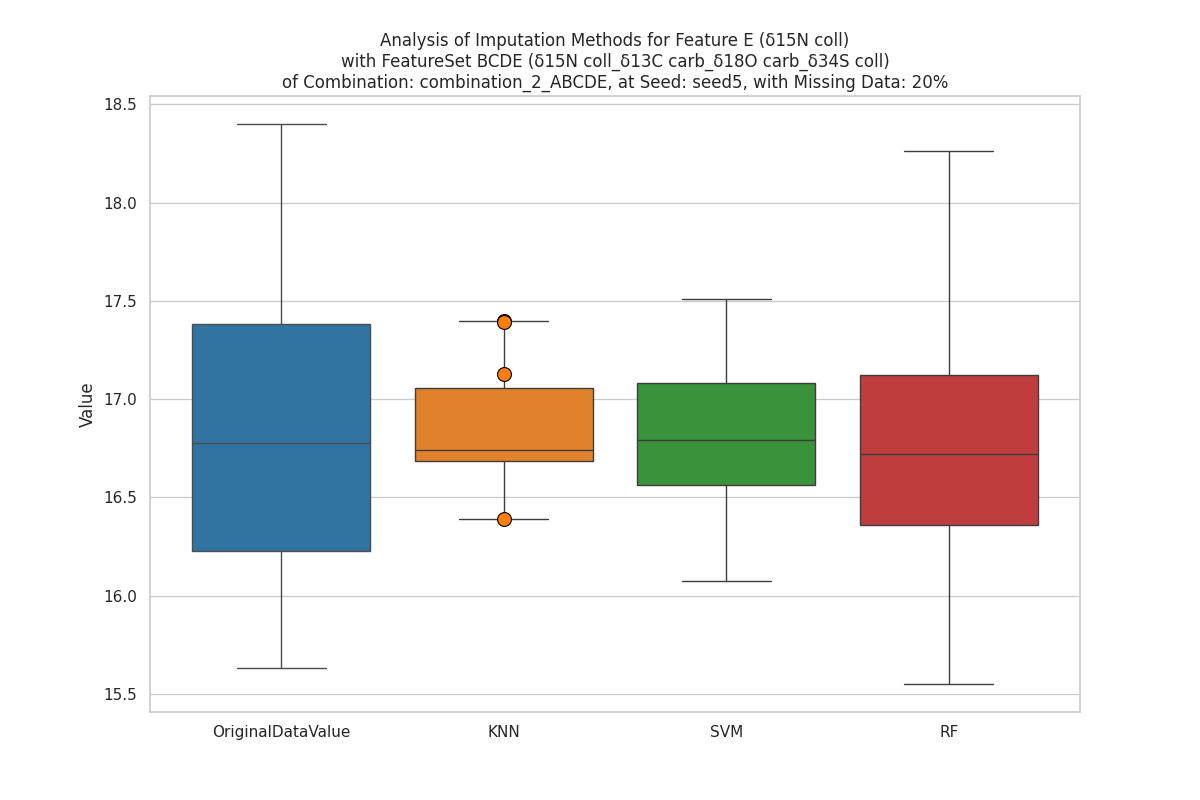 Analysis of Imputation Methods for Feature E (δ15N coll)
with FeatureSet BCDE (δ15N coll_δ13C carb_δ18O carb_δ34S coll)
of Combination: combination_2_ABCDE, at Seed: seed5, with Missing Data: 20%
18.5
18.0
17.5
17.0
16.5
16.0
15.5
Value
OriginalDataValue KNN SVM RF